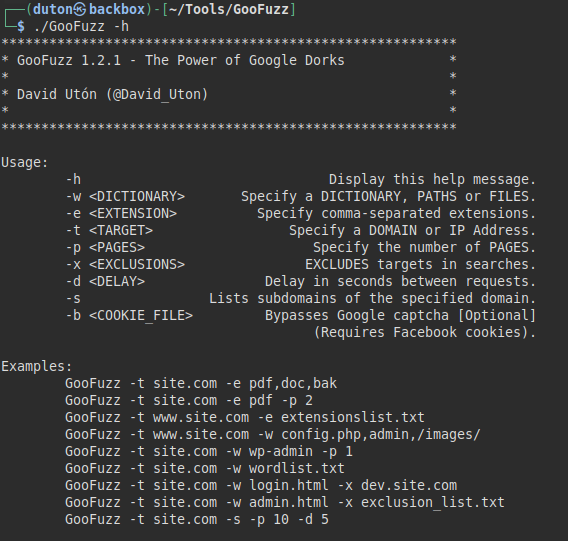 (duton㉿backbox)-[~/Tools/GooFuzz]
$ ./GooFuzz -h
*********************************************************
* GooFuzz 1.2.1 - The Power of Google Dorks             *
*                                                       *
* David Utón (@David_Uton)                              *
*                                                       *
*********************************************************
Usage:
-h Display this help message.
-w <DICTIONARY> Specify a DICTIONARY, PATHS or FILES.
-e <EXTENSION> Specify comma-separated extensions.
-t <TARGET> Specify a DOMAIN or IP Address.
-p <PAGES> Specify the number of PAGES.
-x <EXCLUSIONS> EXCLUDES targets in searches.
-d <DELAY> Delay in seconds between requests.
-s Lists subdomains of the specified domain.
-b <COOKIE_FILE> Bypasses Google captcha [Optional]
(Requires Facebook cookies).
Examples:
GooFuzz -t site.com -e pdf,doc,bak
GooFuzz -t site.com -e pdf -p 2
GooFuzz -t www.site.com -e extensionslist.txt
GooFuzz -t www.site.com -w config.php,admin,/images/
GooFuzz -t site.com -w wp-admin -p 1
GooFuzz -t site.com -w wordlist.txt
GooFuzz -t site.com -w login.html -x dev.site.com
GooFuzz -t site.com -w admin.html -x exclusion_list.txt
GooFuzz -t site.com -s -p 10 -d 5